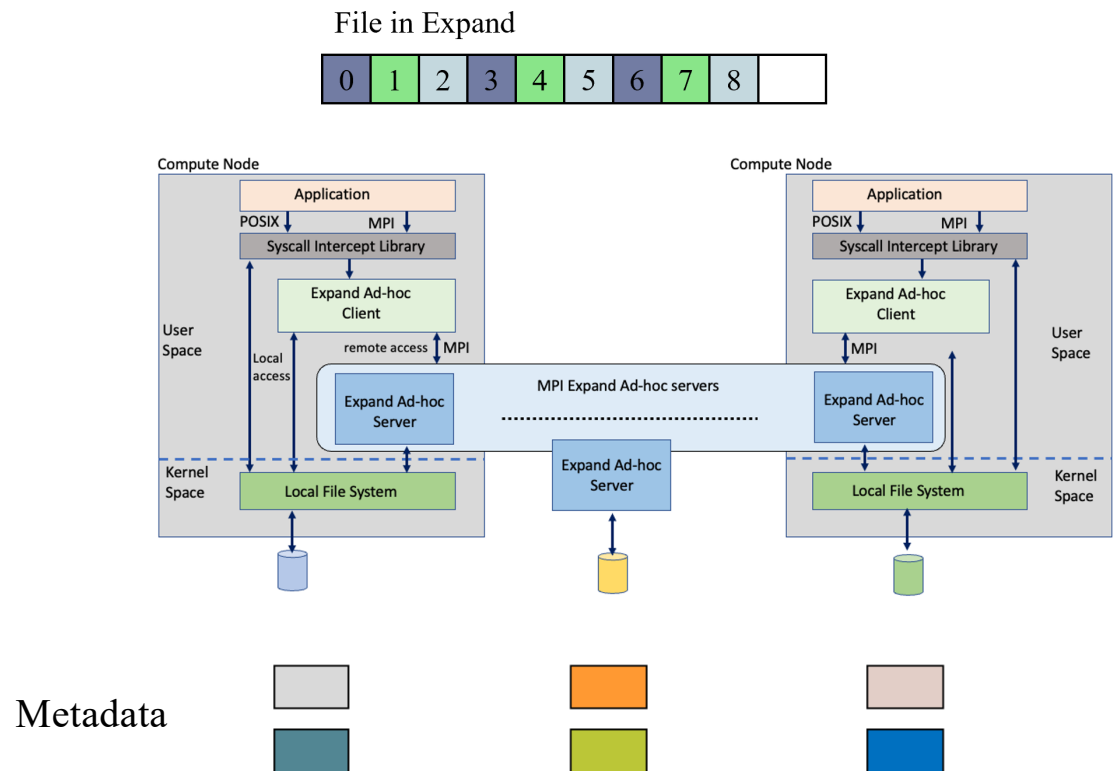 File in Expand
0 1 2 3 4 5 6 7 8
Compute Node
Application
POSIX
MPI
Syscall Intercept Library
Expand Ad-hoc
Client
User
Space
Local
access
remote access
MPI
Expand Ad-hoc
Server
Kernel
Space
Local File System
MPI Expand Ad-hoc servers
Expand Ad-hoc
Server
Compute Node
Application
POSIX
MPI
Syscall Intercept Library
Expand Ad-hoc
Client
User
Space
MPI
Expand Ad-hoc
Server
Local File System
Kernel
Space
Metadata